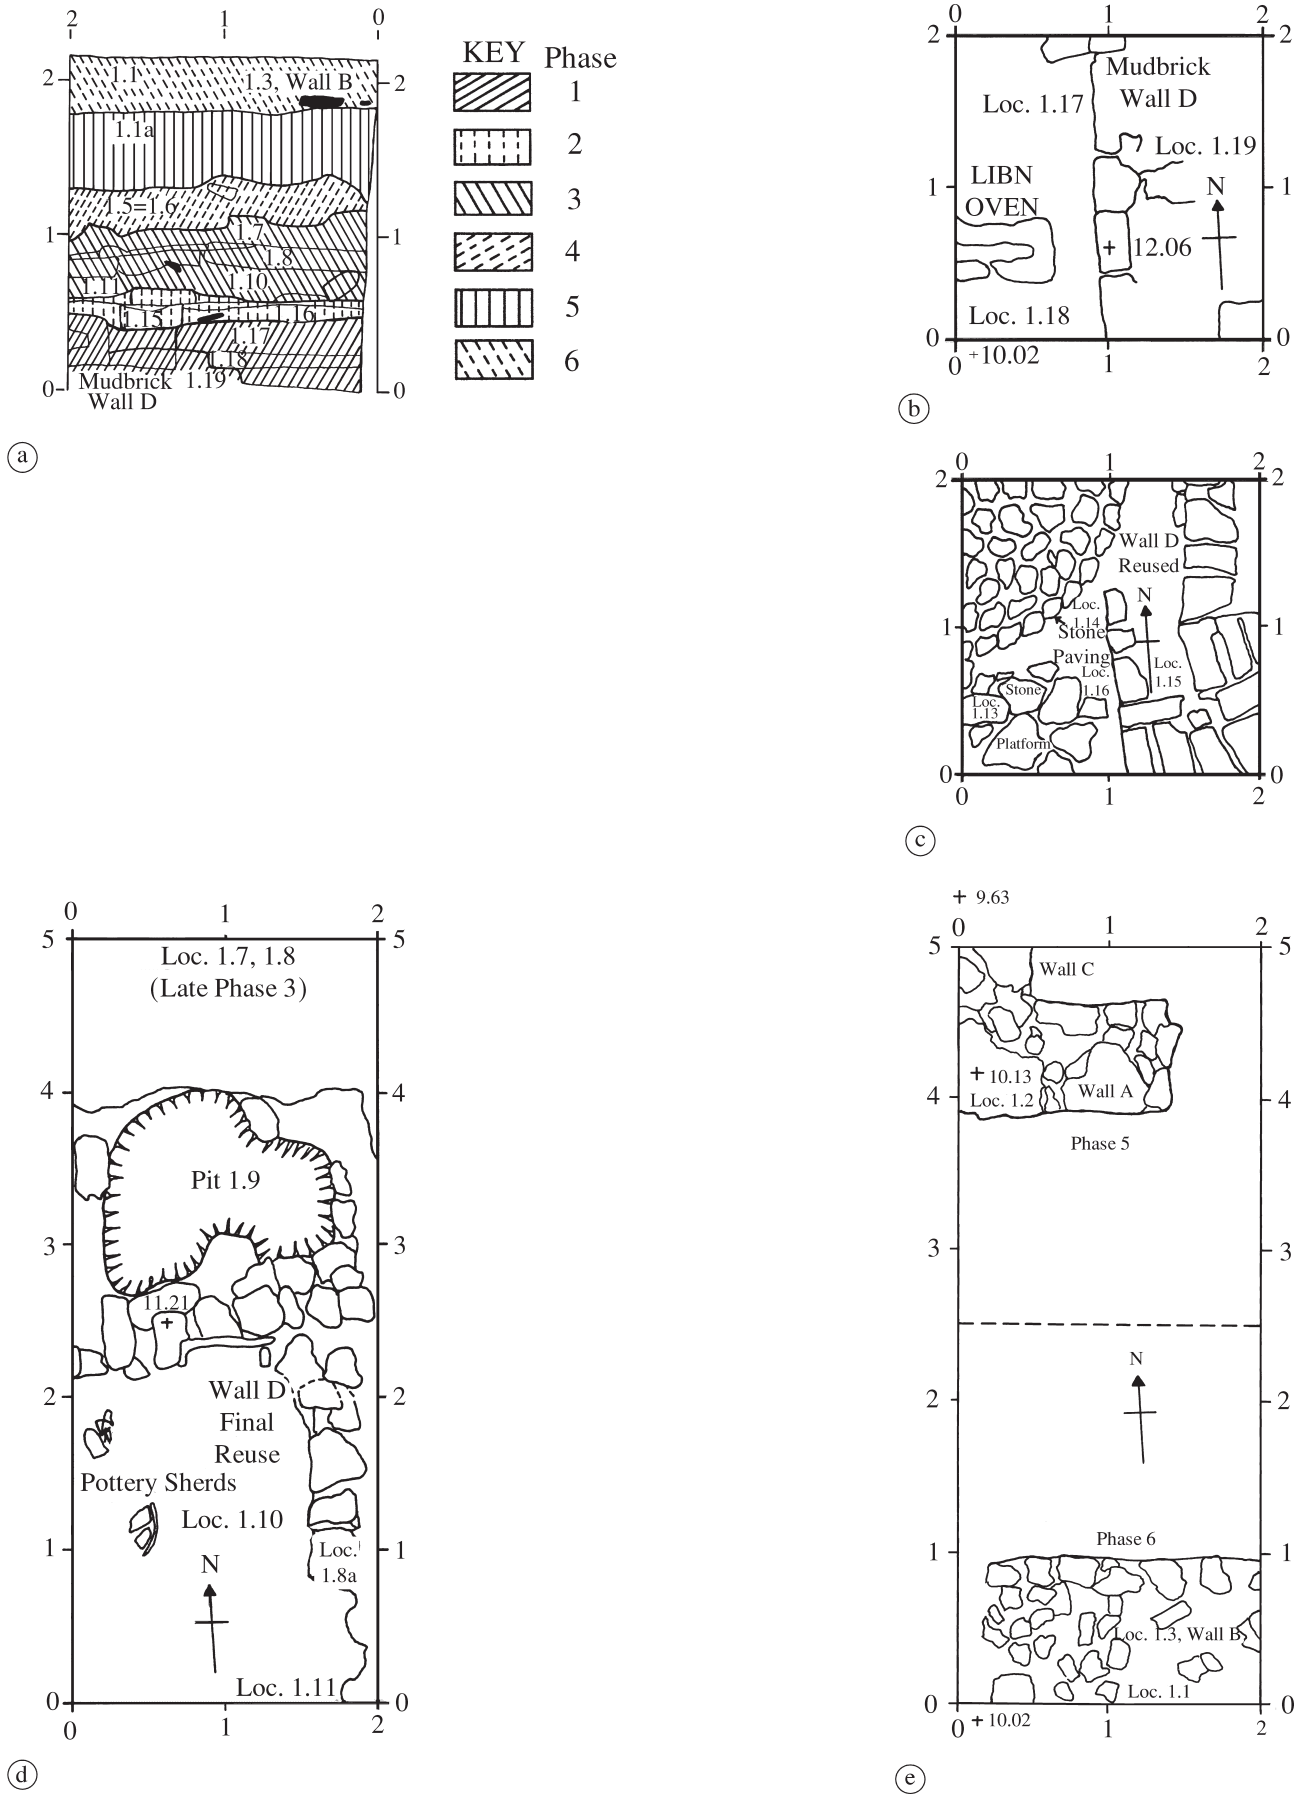 2 1 0
2 1 0
2 1 0
1.1
1.3, Wall B
1.1a
1.5=1.6
1.7
1.8
1.11
1.10
1.15
1.16
1.17
1.18
Mudbrick 1.19
Wall D
KEY Phase
1
2
3
4
5
6
a
0 1 2
2 2
Mudbrick
Wall D
Loc. 1.17
Loc. 1.19
LIBN
OVEN
1 1
N
+ 12.06
Loc. 1.18
0 0
+10.02
0 1 2
b
0 1 2
2 2
Wall D
Reused
N
Loc.
1.14
1 1
Stone
Paving
Loc.
1.16
Loc.
1.15
Stone
Loc.
1.13
Platform
0 0
0 1 2
c
0 1 2
5 5
Loc. 1.7, 1.8
(Late Phase 3)
4 4
Pit 1.9
3 3
11.21
+
Wall D
Final
Reuse
2 2
Pottery Sherds
Loc. 1.10
1 1
Loc.
1.8a
N
Loc. 1.11
0 0
0 1 2
d
+ 9.63
0 1 2
5 5
Wall C
+ 10.13
Loc. 1.2
Wall A
4 4
Phase 5
3 3
N
2 2
Phase 6
1 1
Loc. 1.3, Wall B
Loc. 1.1
0 0
0 + 10.02 1 2
e